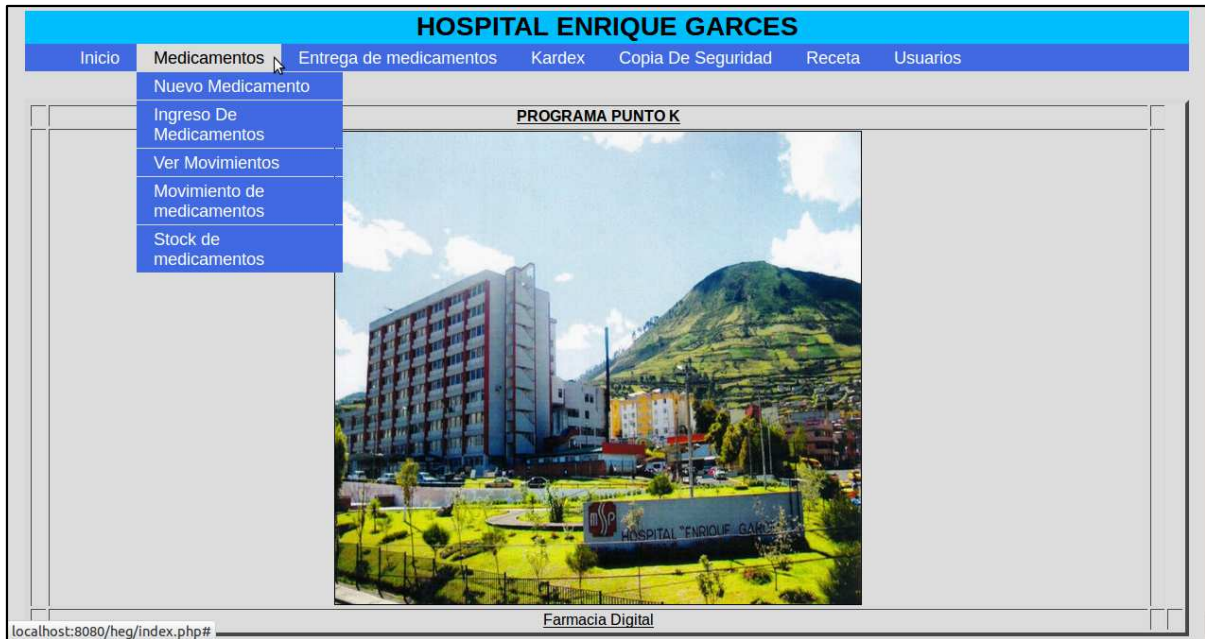 HOSPITAL ENRIQUE GARCES
Inicio Medicamentos Entrega de medicamentos Kardex Copia De Seguridad Receta Usuarios
Nuevo Medicamento
Ingreso De
Medicamentos
Ver Movimientos
Movimiento de
medicamentos
Stock de
medicamentos
PROGRAMA PUNTO K
msp
HOSPITAL "ENRIQUE GARCES
Farmacia Digital
localhost:8080/heg/index.php#